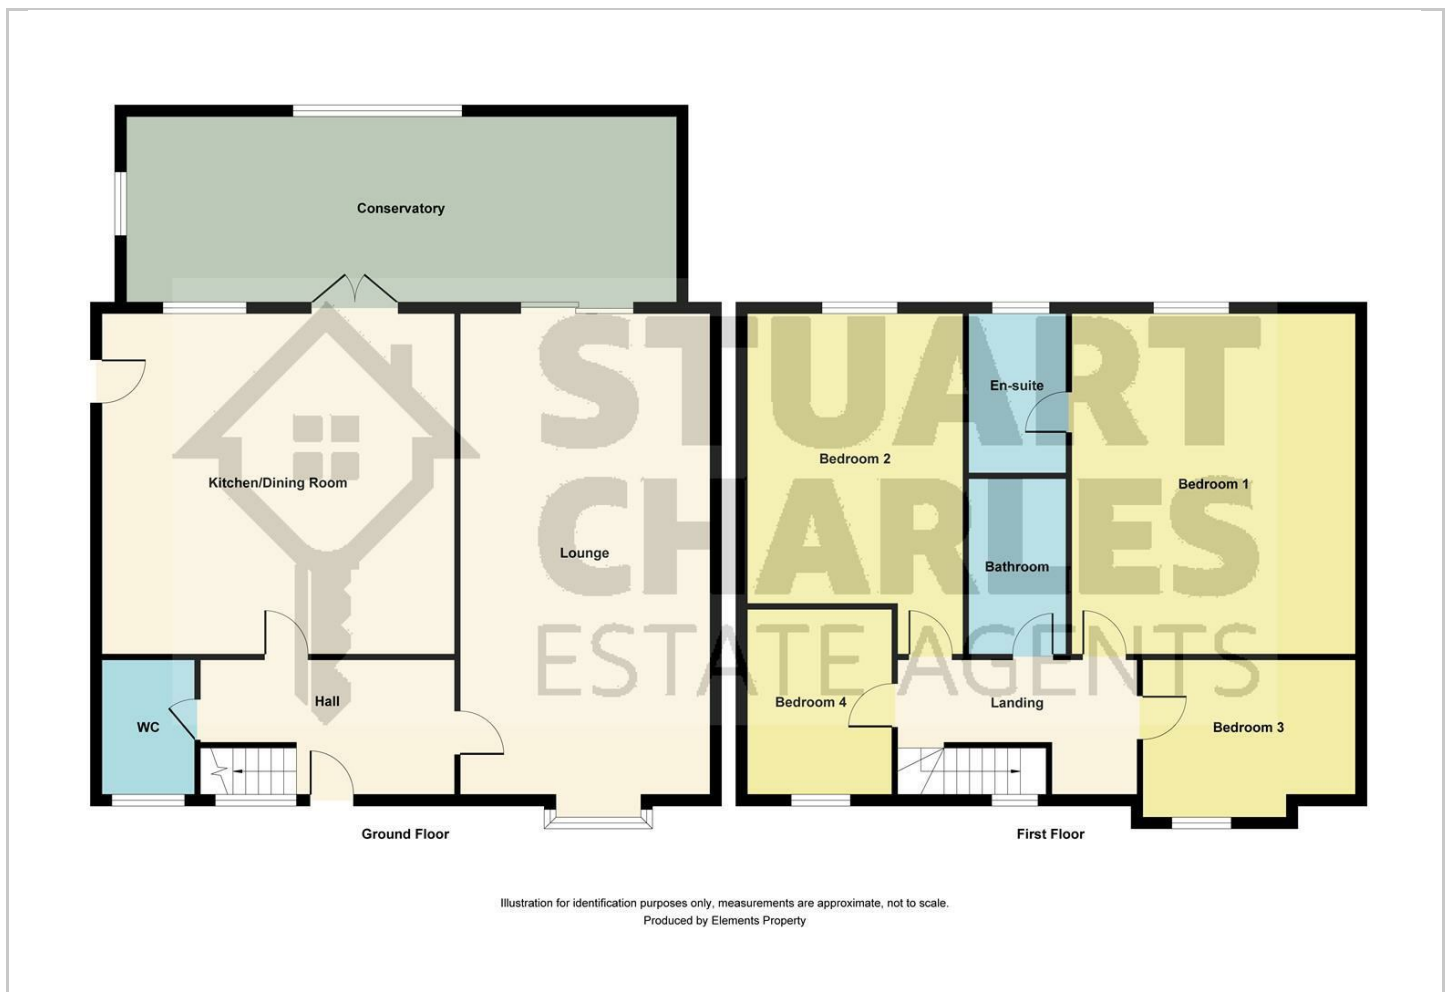 Conservatory
Kitchen/Dining Room
Lounge
Hall
WC
Ground Floor
En-suite
Bedroom 2
Bedroom 1
Bathroom
Bedroom 4
Landing
Bedroom 3
First Floor
STUART
CHARLES
ESTATE AGENTS
Illustration for identification purposes only, measurements are approximate, not to scale.
Produced by Elements Property